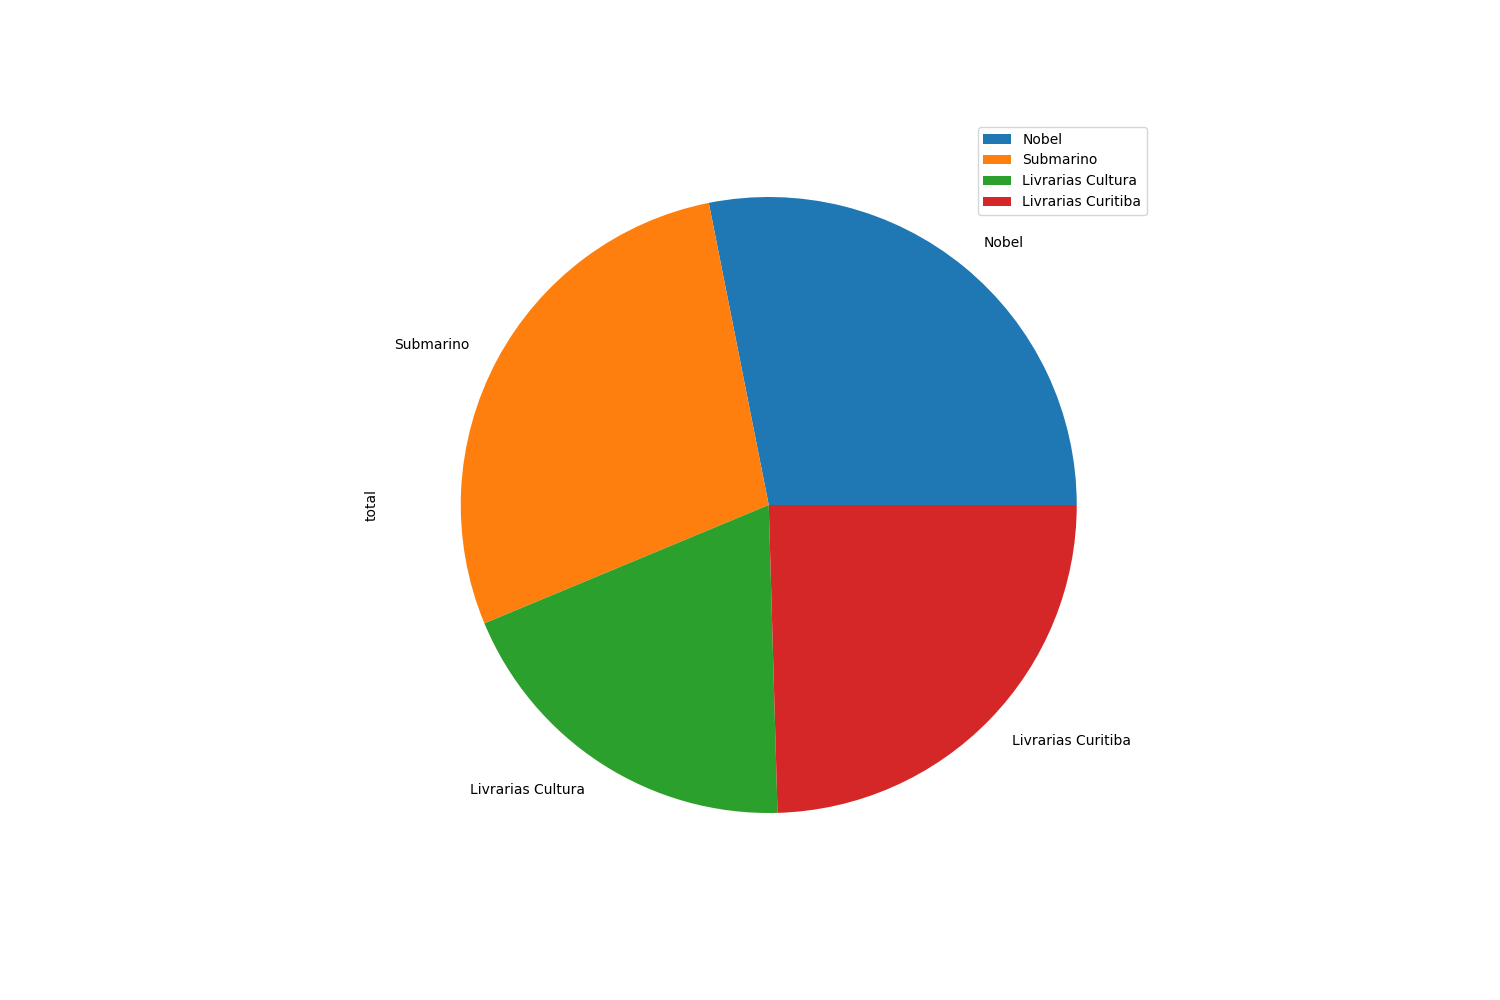 Nobel
Submarino
Livrarias Cultura
Livrarias Curitiba
Nobel
Submarino
total
Livrarias Curitiba
Livrarias Cultura